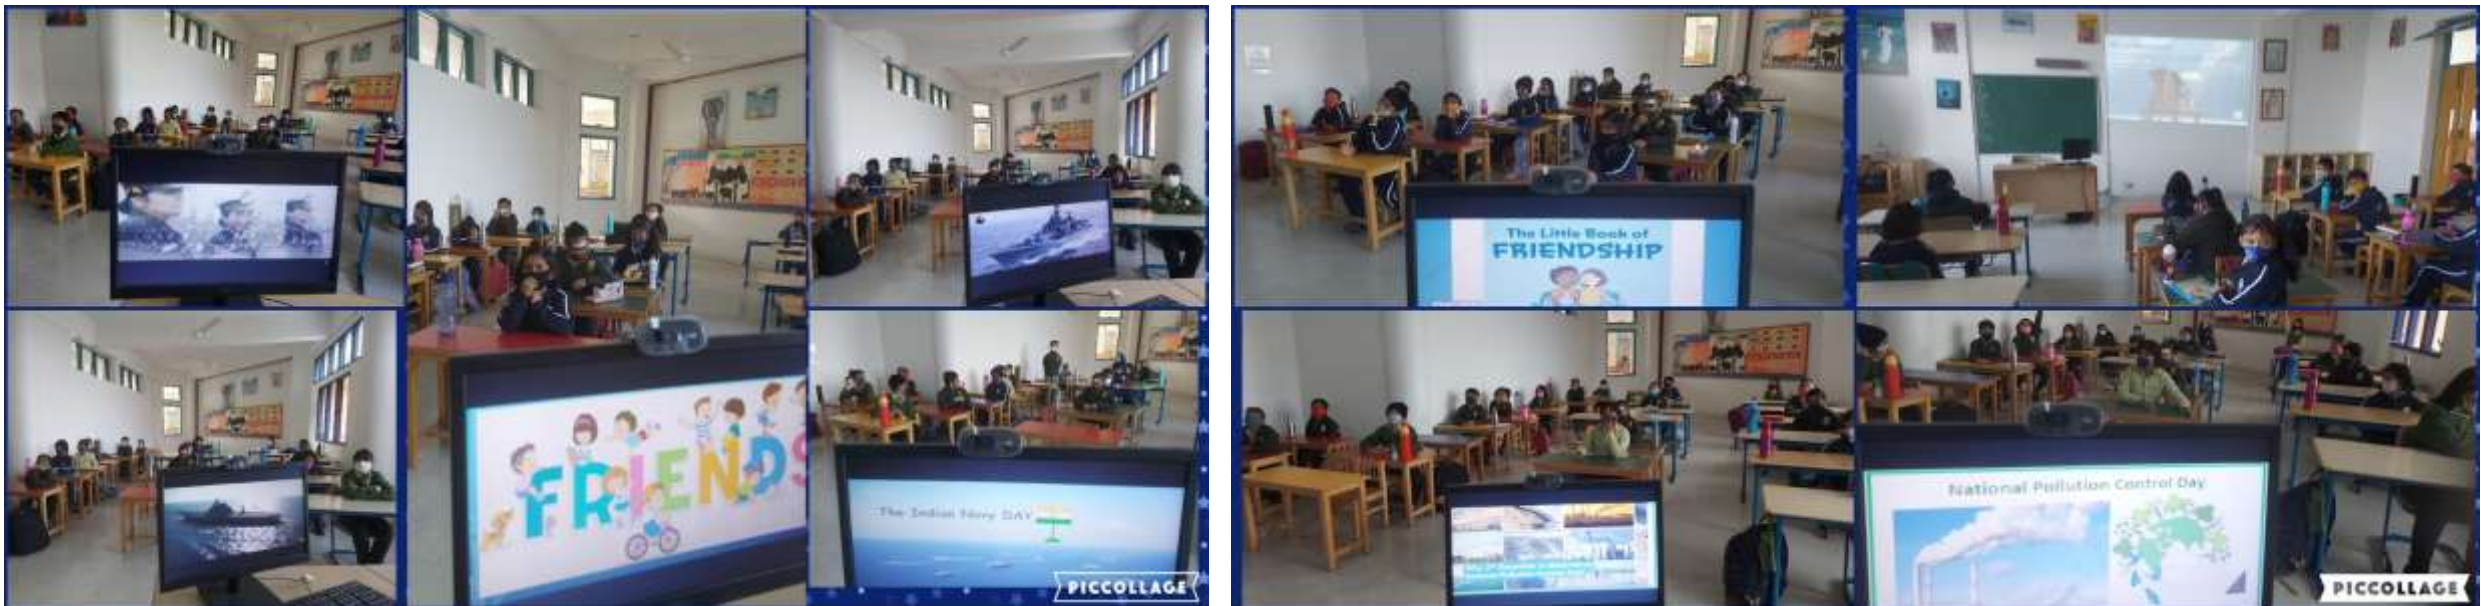 FRIENDS
The Indian Navy DAY
PICCOLLAGE
The Little Book of
FRIENDSHIP
National Pollution Control Day
PICCOLLAGE